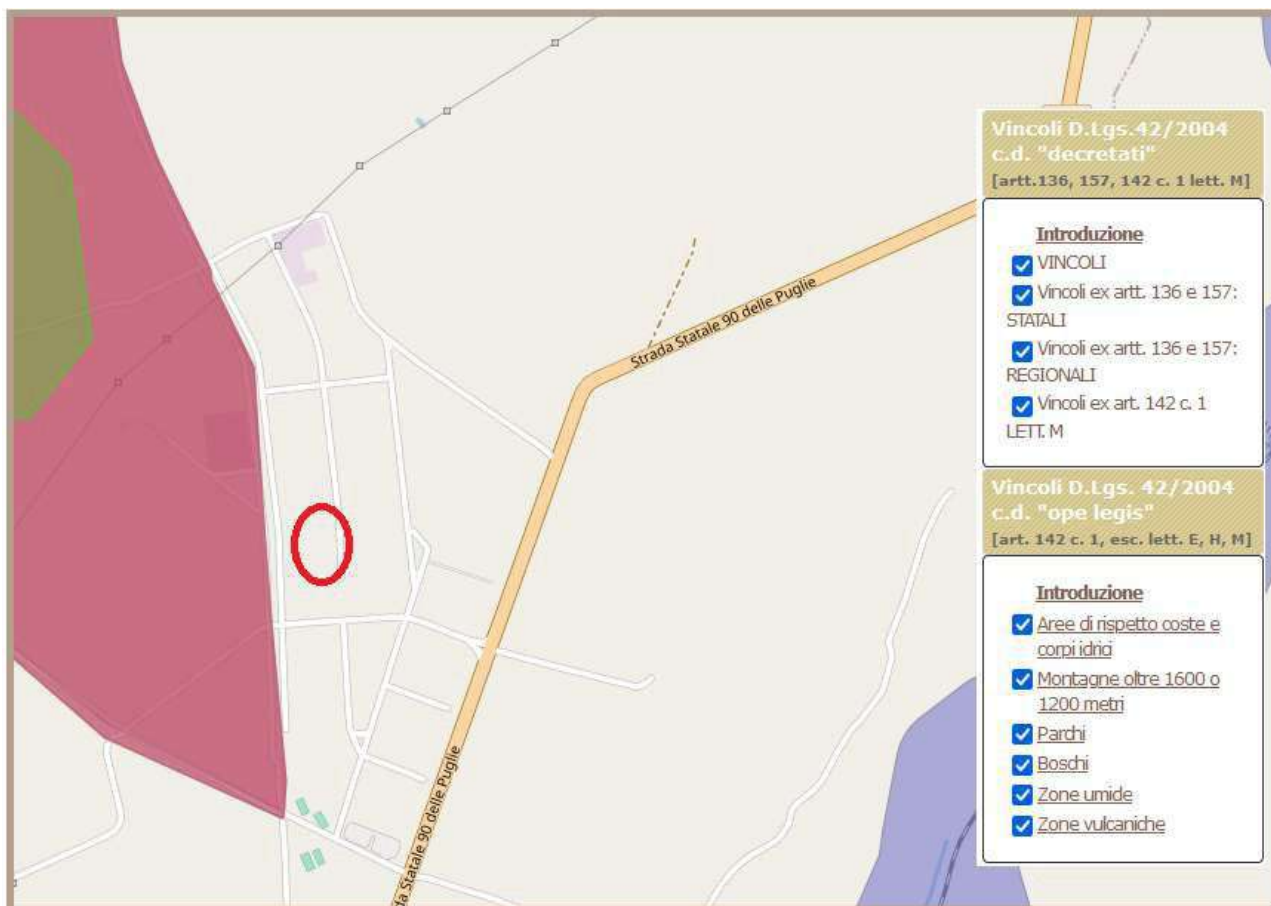 Vincoli D.Lgs.42/2004
c.d. "decretati"
[artt.136, 157, 142 c. 1 lett. M]
Introduzione
VINCOLI
Vincoli ex artt. 136 e 157:
STATALI
Vincoli ex artt. 136 e 157:
REGIONALI
Vincoli ex art. 142 c. 1
LETT. M
Vincoli D.Lgs. 42/2004
c.d. "ope legis"
[art. 142 c. 1, esc. lett. E, H, M]
Introduzione
Aree di rispetto coste e
corpi idrici
Montagne oltre 1600 o
1200 metri
Parchi
Boschi
Zone umide
Zone vulcaniche
Strada Statale 90 delle Puglie
ada Statale 90 delle Puglie